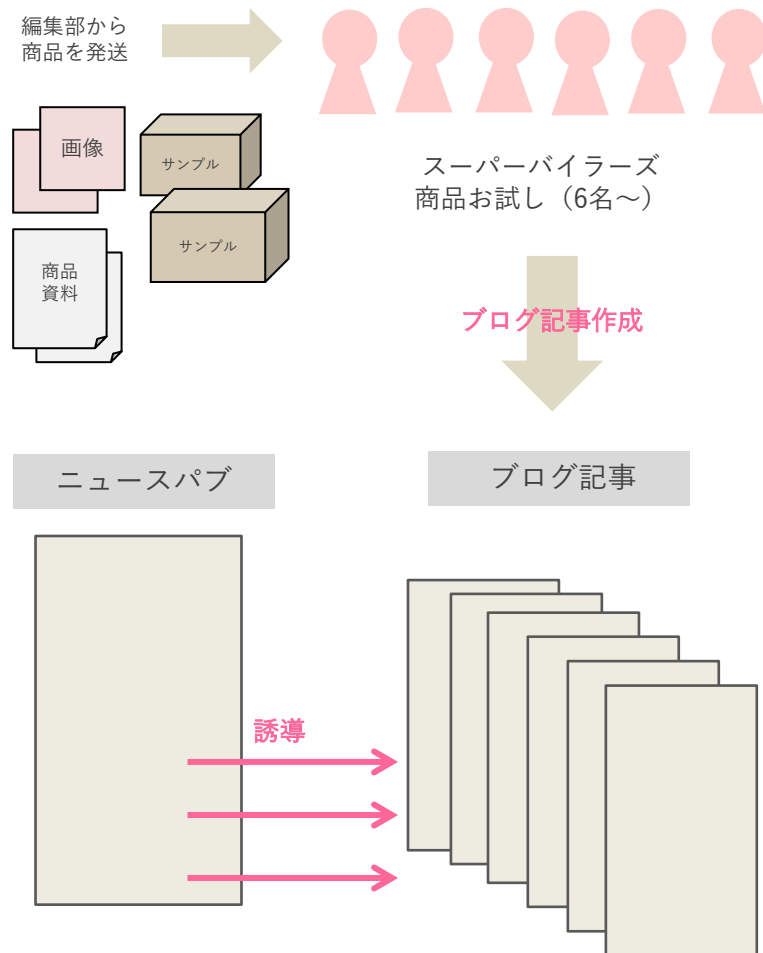 編集部から
商品を発送
画像
サンプル
サンプル
商品
資料
スーパーバイラーズ
商品お試し（6名～）
ブログ記事作成
ニュースパブ
ブログ記事
誘導